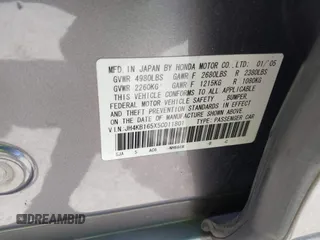 MFD. IN JAPAN BY HONDA MOTOR CO., LTD. 01/05
GVWR 4980LBS GAWR F 2680LBS R 2380LBS
GVWR 2260KG GAWR F 1215KG R 1080KG
THIS VEHICLE CONFORMS TO ALL APPLICABLE
FEDERAL MOTOR VEHICLE SAFETY, BUMPER,
AND THEFT PREVENTION STANDARDS IN EFFECT
ON THE DATE OF MANUFACTURE SHOWN ABOVE.
V.I.N: TYPE: PASSENGER CAR
SJA
DREAMBID